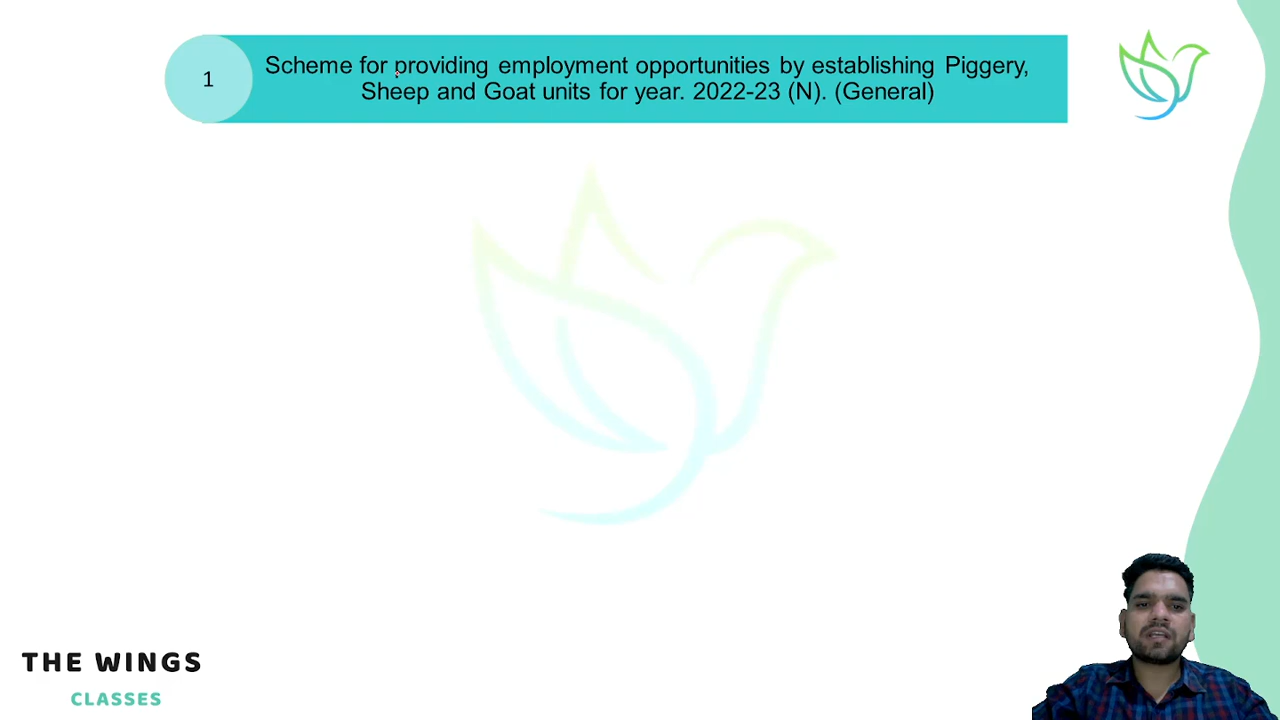 1
Scheme for providing employment opportunities by establishing Piggery,
Sheep and Goat units for year. 2022-23 (N). (General)
THE WINGS
CLASSES